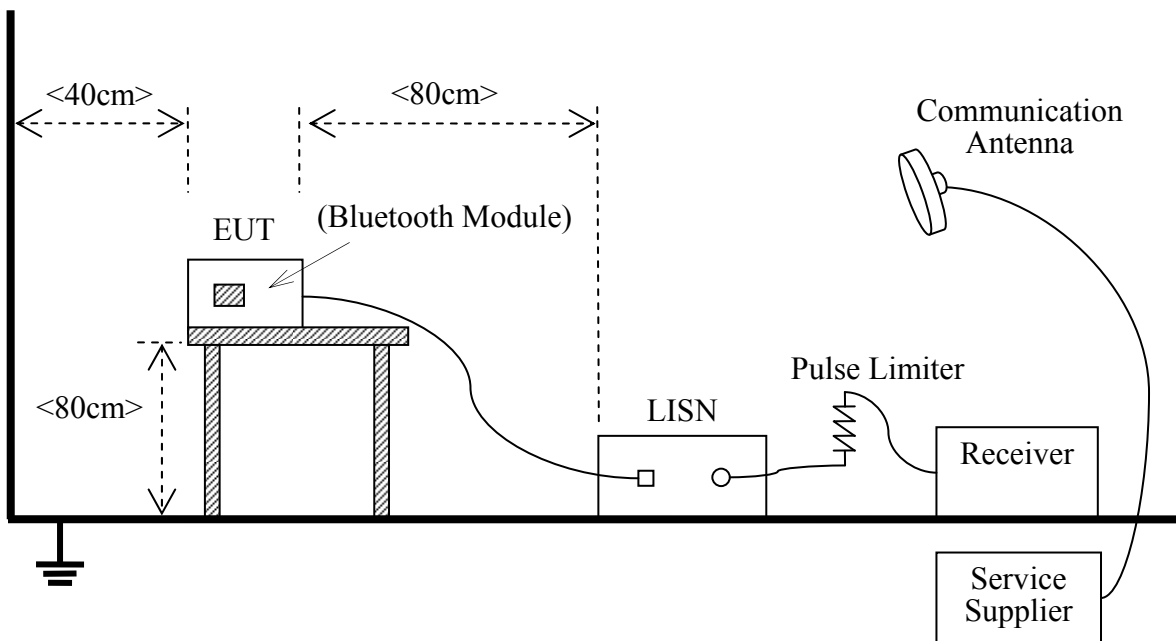 <40cm>
<80cm>
Communication
Antenna
(Bluetooth Module)
EUT
<80cm>
Pulse Limiter
LISN
Receiver
Service
Supplier